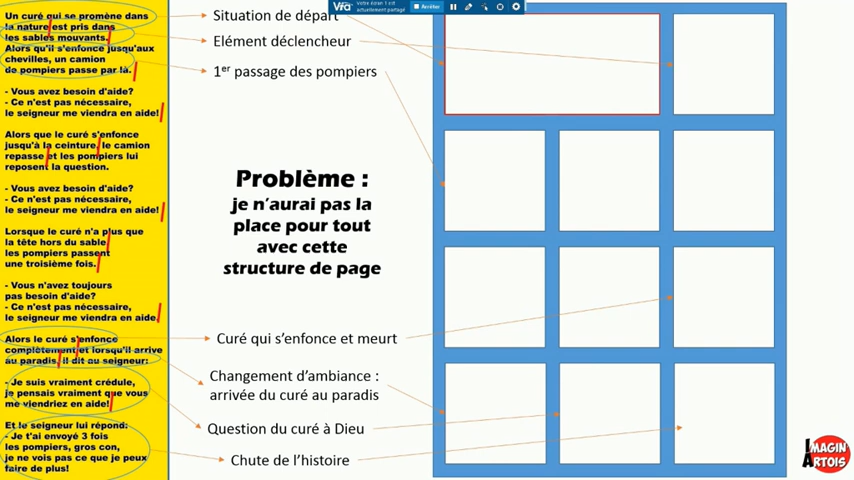 Un curé qui se promène dans
la nature est pris dans
les sables mouvants.
Alors qu'il s'enfonce jusqu'aux
chevilles, un camion
de pompiers passe par là.
- Vous avez besoin d'aide?
- Ce n'est pas nécessaire,
le seigneur me viendra en aide!
Alors que le curé s'enfonce
jusqu'à la ceinture, le camion
repasse et les pompiers lui
reposent la question.
- Vous avez besoin d'aide?
- Ce n'est pas nécessaire,
le seigneur me viendra en aide!
Lorsque le curé n'a plus que
la tête hors du sable,
les pompiers passent
une troisième fois.
- Vous n'avez toujours
pas besoin d'aide?
- Ce n'est pas nécessaire,
le seigneur me viendra en aide.
Alors le curé s'enfonce
complètement et lorsqu'il arrive
au paradis, il dit au seigneur:
- Je suis vraiment crédule,
je pensais vraiment que vous
me viendriez en aide!
Et le seigneur lui répond:
- Je t'ai envoyé 3 fois
les pompiers, gros con,
je ne vois pas ce que je peux
faire de plus!
Situation de départ
Elément déclencheur
1er passage des pompiers
Problème :
je n'aurai pas la
place pour tout
avec cette
structure de page
Curé qui s'enfonce et meurt
Changement d'ambiance :
arrivée du curé au paradis
Question du curé à Dieu
Chute de l'histoire
Votre écran 1 est
actuellement partagé
Arrêter
IMAGIN
ARTOIS